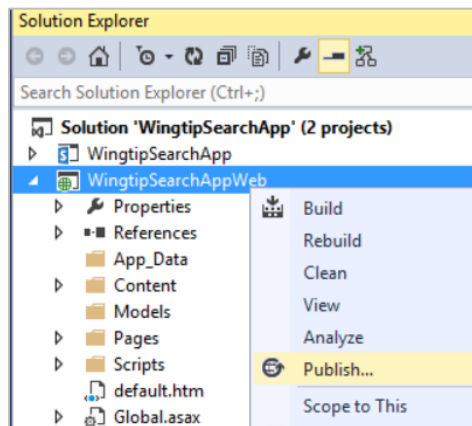 Solution Explorer
Search Solution Explorer (Ctrl+;)
Solution 'WingtipSearchApp' (2 projects)
WingtipSearchApp
WingtipSearchAppWeb
Properties
References
App_Data
Content
Models
Pages
Scripts
default.htm
Global.asax
Build
Rebuild
Clean
View
Analyze
Publish...
Scope to This